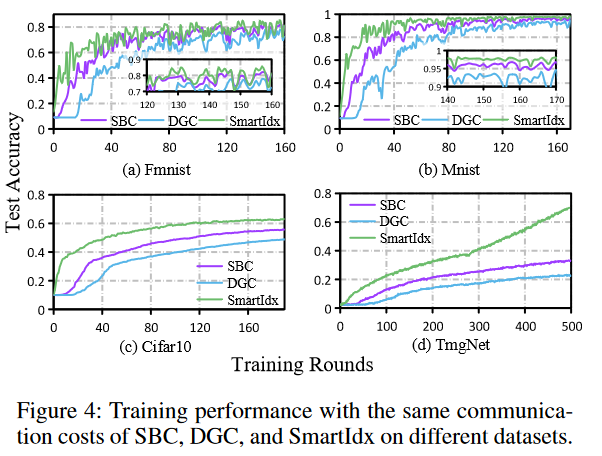 Test Accuracy
0.8
0.6
0.4
0.2
0
0.9
0.8
0.7
120 130 140 150 160
SBC DGC SmartIdx
0 40 80 120 160
(a) Fmnist
1
0.8
0.6
0.4
0.2
0
1
0.95
0.9
140 150 160 170
SBC DGC SmartIdx
0 40 80 120 160
(b) Mnist
0.8
0.6
0.4
0.2
0
SBC
DGC
SmartIdx
0 40 80 120 160
(c) Cifar10
0.8
0.6
0.4
0.2
0
SBC
DGC
SmartIdx
0 100 200 300 400 500
(d) TmgNet
Training Rounds
Figure 4: Training performance with the same communica-
tion costs of SBC, DGC, and SmartIdx on different datasets.